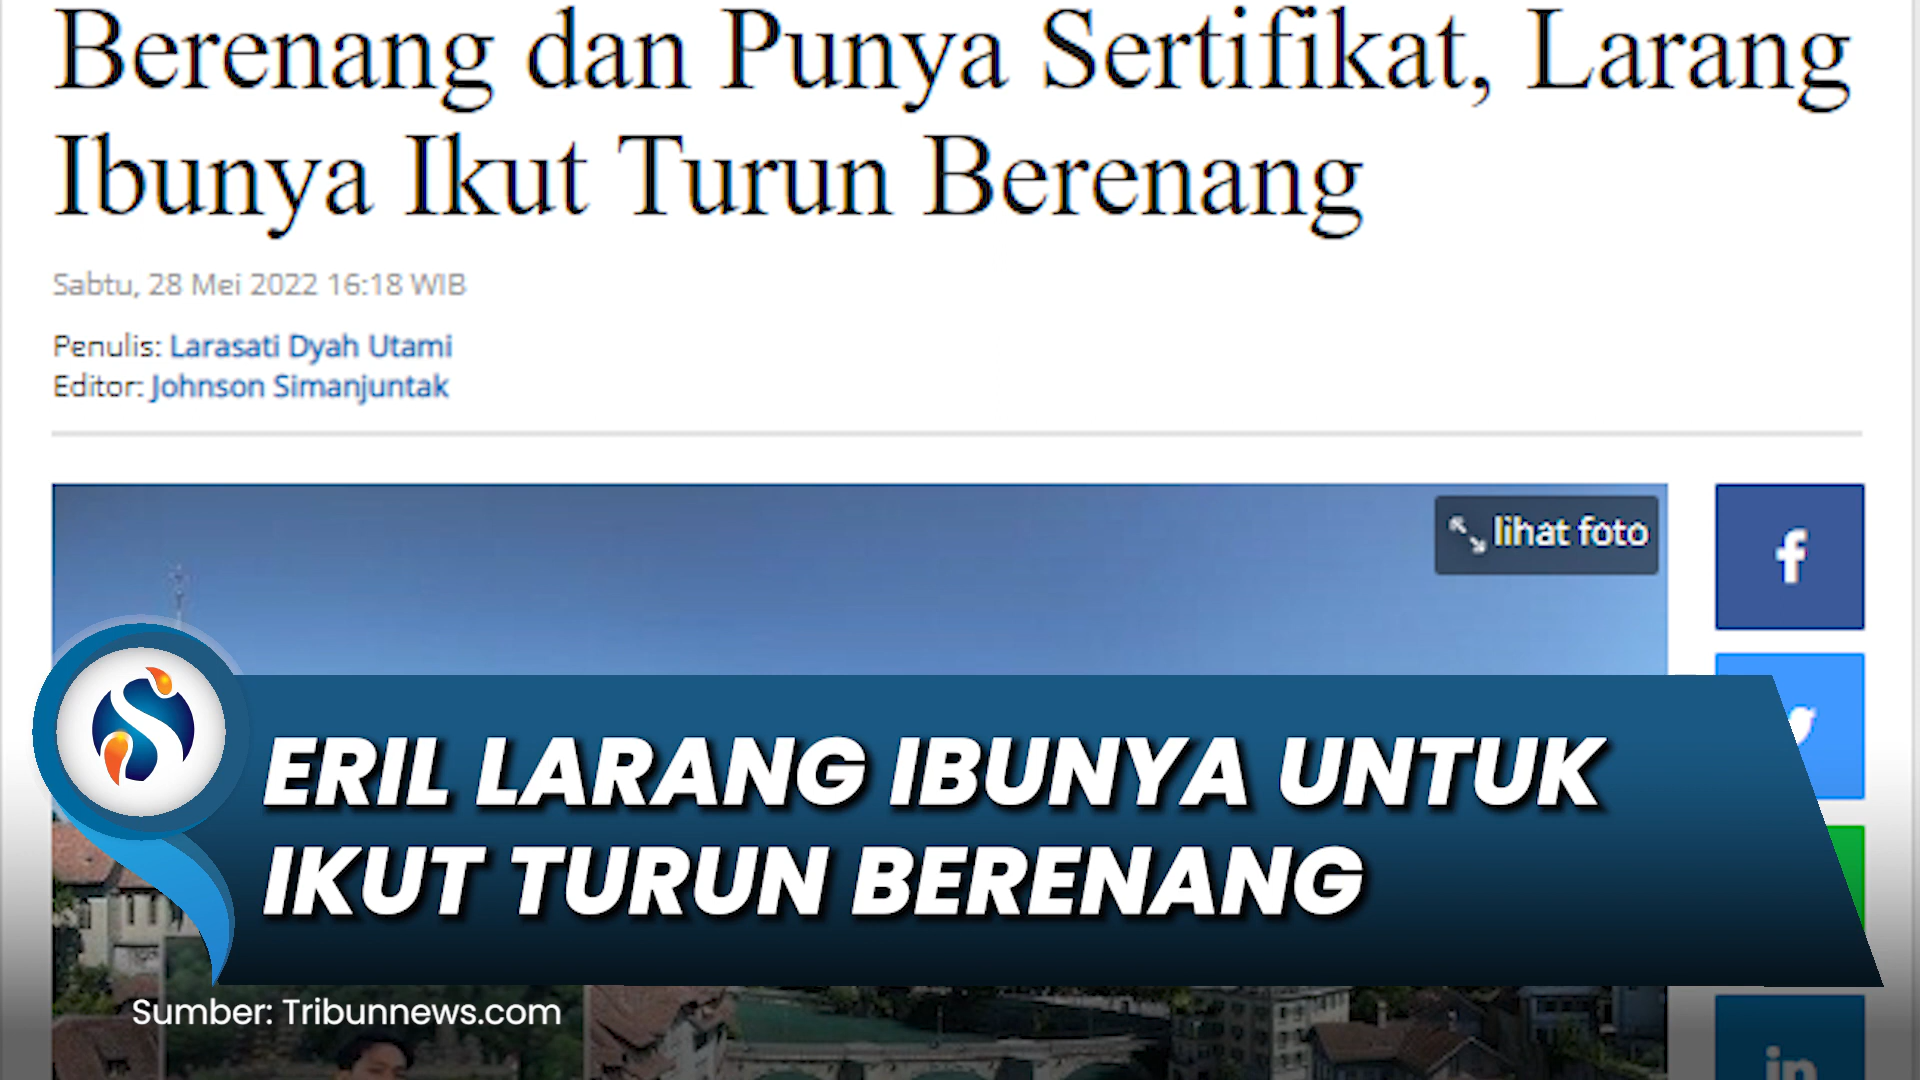 Berenang dan Punya Sertifikat, Larang
Ibunya Ikut Turun Berenang
Sabtu, 28 Mei 2022 16:18 WIB
Penulis: Larasati Dyah Utami
Editor: Johnson Simanjuntak
lihat foto
f
ERIL LARANG IBUNYA UNTUK
IKUT TURUN BERENANG
Sumber: Tribunnews.com
in